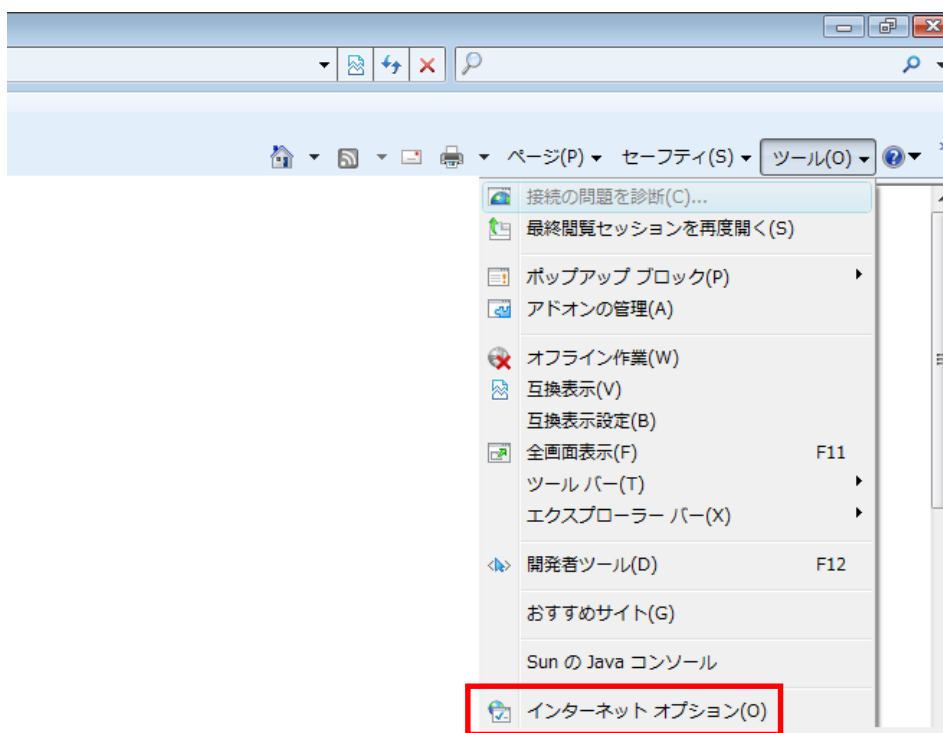 ページ(P) セーフティ(S) ツール(O)
接続の問題を診断(C)...
最終閲覧セッションを再度開く(S)
ポップアップ ブロック(P)
アドオンの管理(A)
オフライン作業(W)
互換表示(V)
互換表示設定(B)
全画面表示(F) F11
ツール バー(T)
エクスプローラー バー(X)
開発者ツール(D) F12
おすすめサイト(G)
Sun の Java コンソール
インターネット オプション(O)